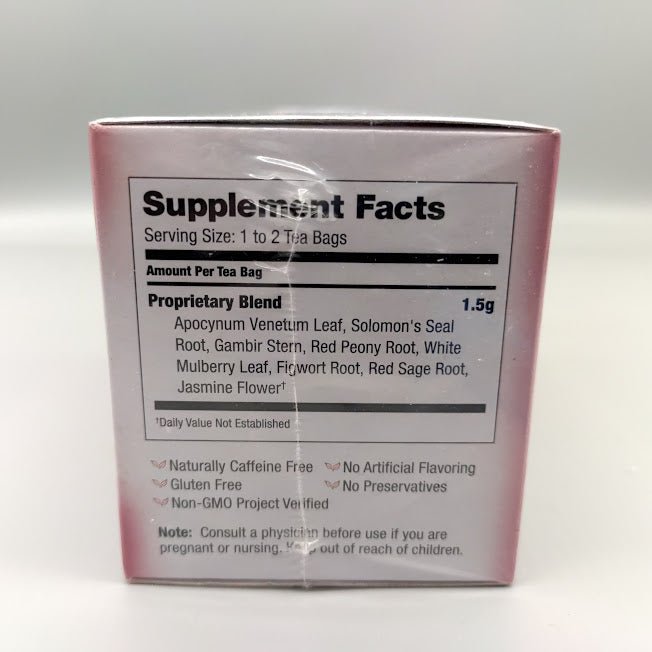 Supplement Facts
Serving Size: 1 to 2 Tea Bags
Amount Per Tea Bag
Proprietary Blend 1.5g
Apocynum Venetum Leaf, Solomon's Seal
Root, Gambir Stern, Red Peony Root, White
Mulberry Leaf, Figwort Root, Red Sage Root,
Jasmine Flower†
†Daily Value Not Established
Naturally Caffeine Free No Artificial Flavoring
Gluten Free No Preservatives
Non-GMO Project Verified
Note: Consult a physician before use if you are
pregnant or nursing. Keep out of reach of children.